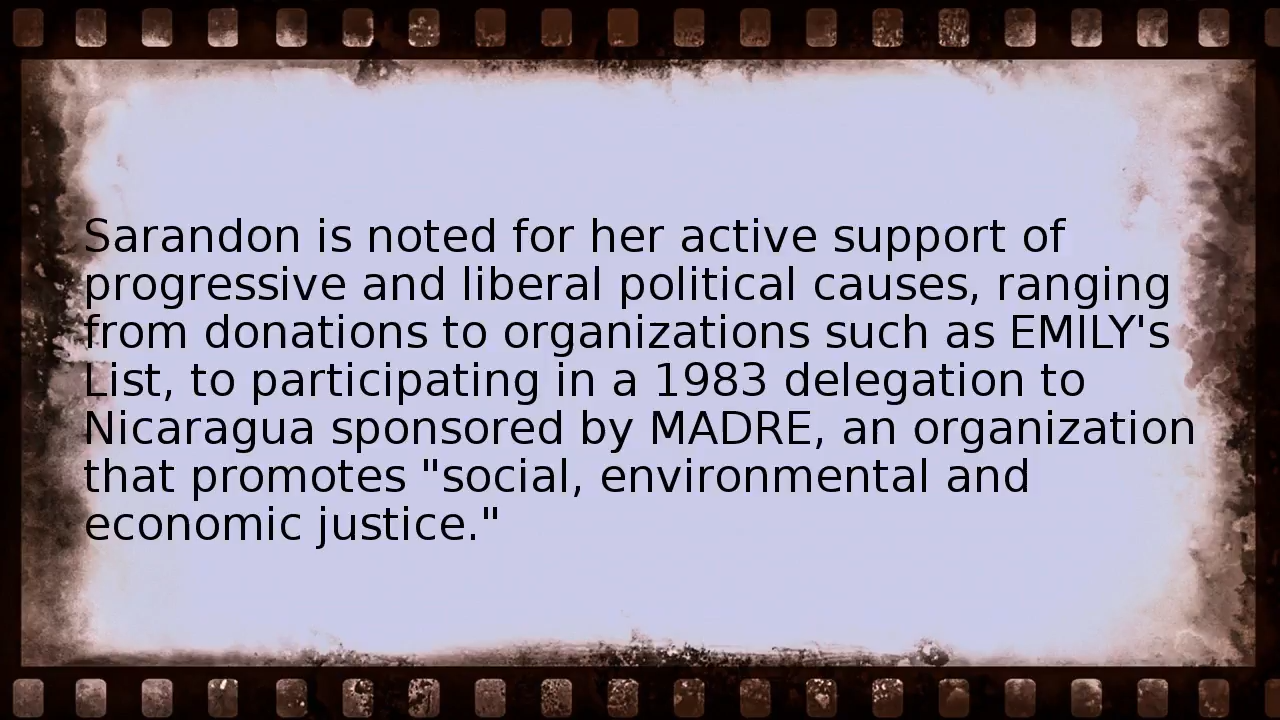 Sarandon is noted for her active support of
progressive and liberal political causes, ranging
from donations to organizations such as EMILY's
List, to participating in a 1983 delegation to
Nicaragua sponsored by MADRE, an organization
that promotes "social, environmental and
economic justice."